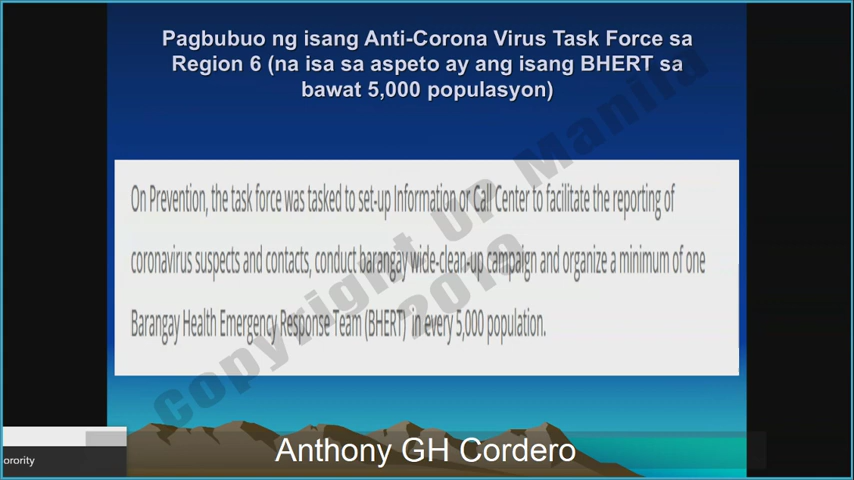 Pagbubuo ng isang Anti-Corona Virus Task Force sa
Region 6 (na isa sa aspeto ay ang isang BHERT sa
bawat 5,000 populasyon)
On Prevention, the task force was tasked to set-up Information or Call Center to facilitate the reporting of
coronavirus suspects and contacts, conduct barangay wide-clean-up campaign and organize a minimum of one
Barangay Health Emergency Response Team (BHERT) in every 5,000 population.
Copyright UP Manila
2019
orority
Anthony GH Cordero